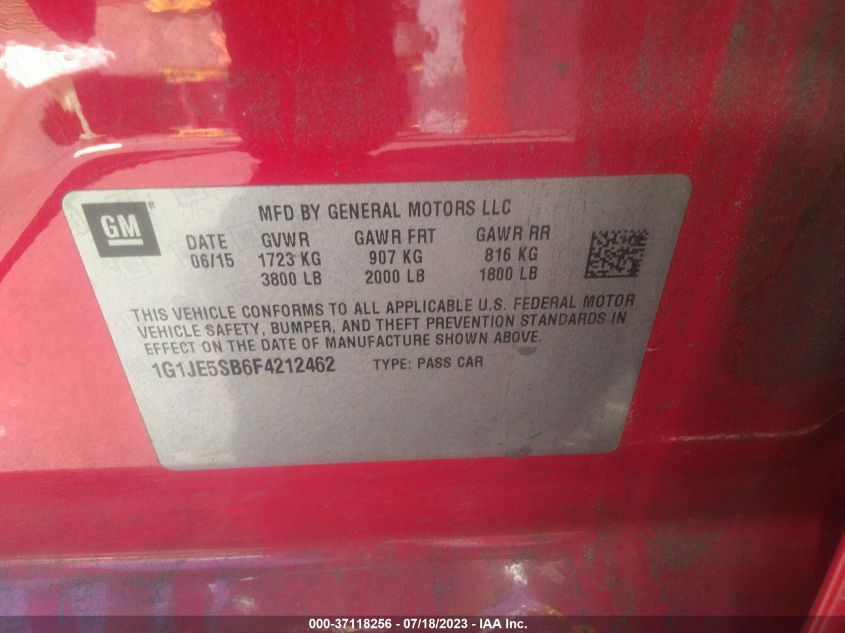 GM ®
MFD BY GENERAL MOTORS LLC
DATE GVWR GAWR FRT GAWR RR
06/15 1723 KG 907 KG 816 KG
3800 LB 2000 LB 1800 LB
THIS VEHICLE CONFORMS TO ALL APPLICABLE U.S. FEDERAL MOTOR
VEHICLE SAFETY, BUMPER, AND THEFT PREVENTION STANDARDS IN
EFFECT ON THE DATE OF MANUFACTURE SHOWN ABOVE.
1G1JE5SB6F4212462 TYPE: PASS CAR
000-37118256 - 07/18/2023 - IAA Inc.